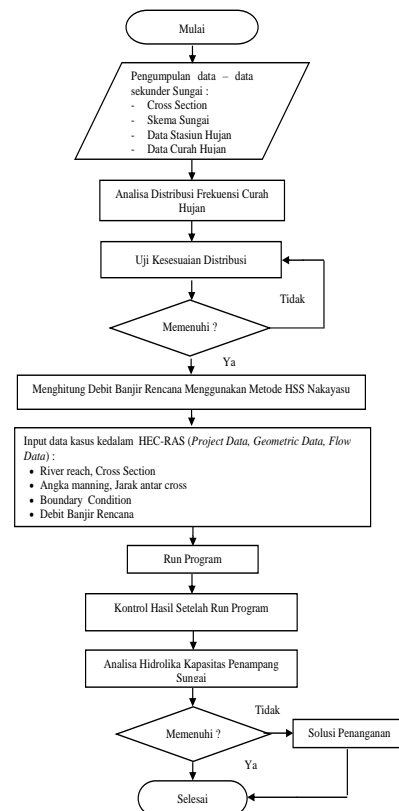 Mulai
Pengumpulan data – data
sekunder Sungai :
- Cross Section
- Skema Sungai
- Data Stasiun Hujan
- Data Curah Hujan
Analisa Distribusi Frekuensi Curah
Hujan
Uji Kesesuaian Distribusi
Tidak
Memenuhi ?
Ya
Menghitung Debit Banjir Rencana Menggunakan Metode HSS Nakayasu
Input data kasus kedalam HEC-RAS (Project Data, Geometric Data, Flow
Data) :
• River reach, Cross Section
• Angka manning, Jarak antar cross
• Boundary Condition
• Debit Banjir Rencana
Run Program
Kontrol Hasil Setelah Run Program
Analisa Hidrolika Kapasitas Penampang
Sungai
Tidak
Memenuhi ?
Solusi Penanganan
Ya
Selesai